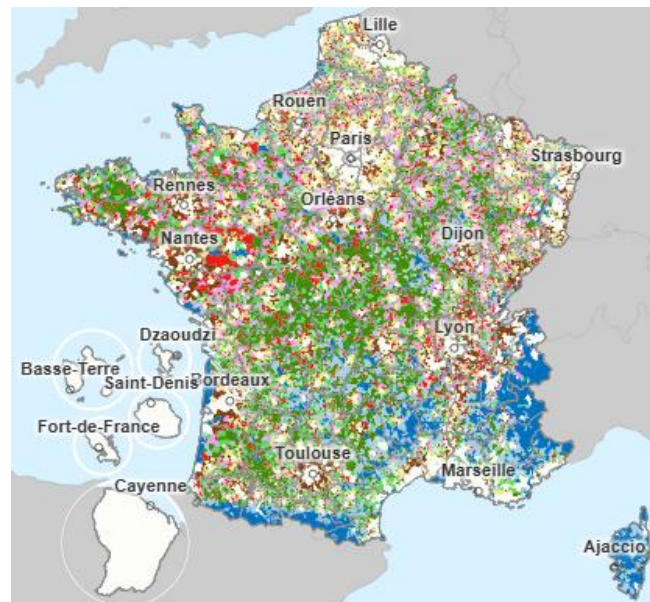 Lille
Rouen
Paris
Strasbourg
Rennes
Orléans
Nantes
Dijon
Lyon
Dzaoudzi
Basse-Terre
Saint-Denis
Bordeaux
Fort-de-France
Toulouse
Marseille
Cayenne
Ajaccio